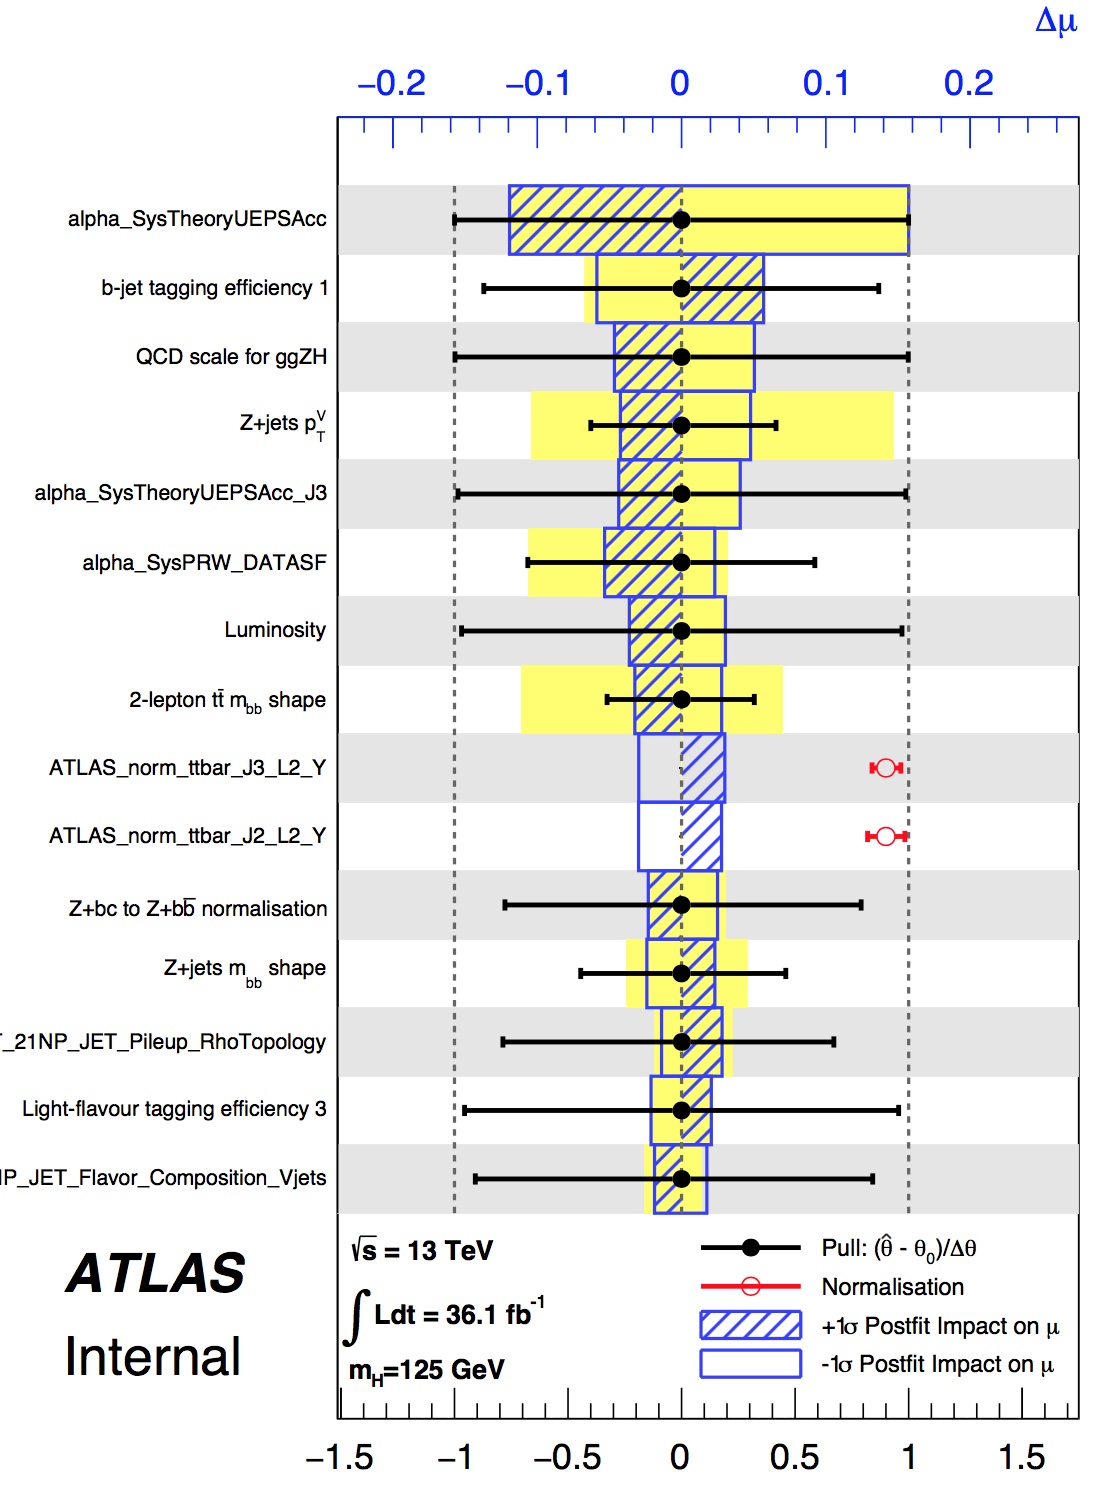 Δμ
−0.2 −0.1 0 0.1 0.2
alpha_SysTheoryUEPSAcc
b-jet tagging efficiency 1
QCD scale for ggZH
Z+jets p_T^V
alpha_SysTheoryUEPSAcc_J3
alpha_SysPRW_DATASF
Luminosity
2-lepton tt̄ m_bb shape
ATLAS_norm_ttbar_J3_L2_Y
ATLAS_norm_ttbar_J2_L2_Y
Z+bc to Z+bb̄ normalisation
Z+jets m_bb shape
_21NP_JET_Pileup_RhoTopology
Light-flavour tagging efficiency 3
P_JET_Flavor_Composition_Vjets
ATLAS
Internal
√s = 13 TeV
∫ Ldt = 36.1 fb⁻¹
m_H=125 GeV
Pull: (θ̂ - θ₀)/Δθ
Normalisation
+1σ Postfit Impact on μ
-1σ Postfit Impact on μ
−1.5 −1 −0.5 0 0.5 1 1.5